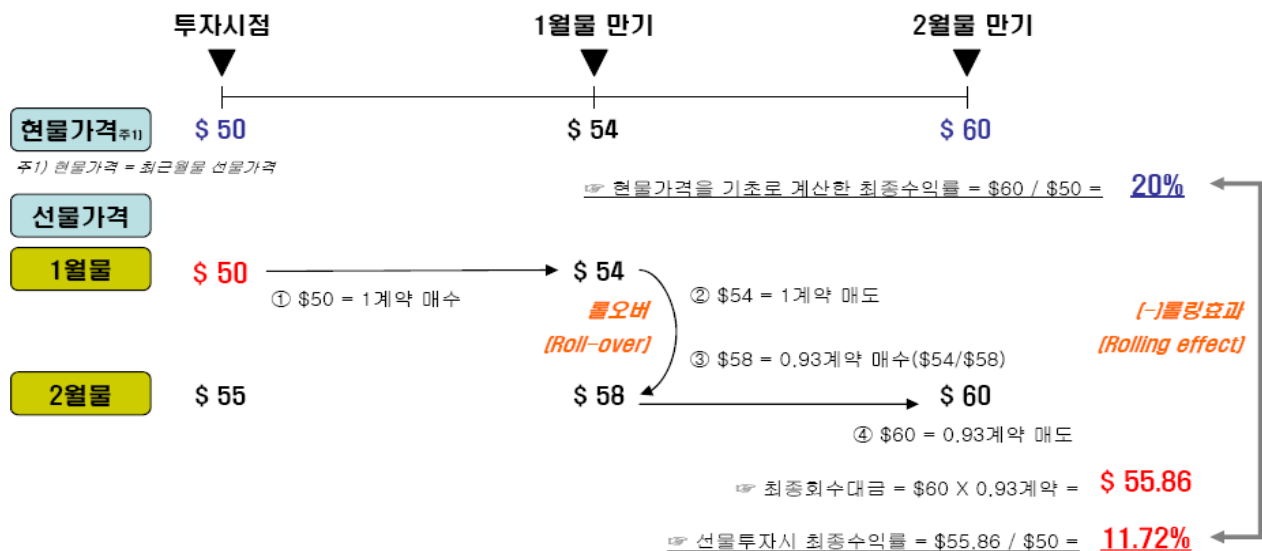 투자시점 1월물 만기 2월물 만기
현물가격주1) $ 50 $ 54 $ 60
주1) 현물가격 = 최근월물 선물가격
☞ 현물가격을 기초로 계산한 최종수익률 = $60 / $50 = 20%
선물가격
1월물 $ 50 $ 54
① $50 = 1계약 매수
롤오버
(Roll-over)
② $54 = 1계약 매도
③ $58 = 0.93계약 매수($54/$58)
(-)롤링효과
(Rolling effect)
2월물 $ 55 $ 58 $ 60
④ $60 = 0.93계약 매도
☞ 최종회수대금 = $60 X 0.93계약 = $ 55.86
☞ 선물투자시 최종수익률 = $55.86 / $50 = 11.72%